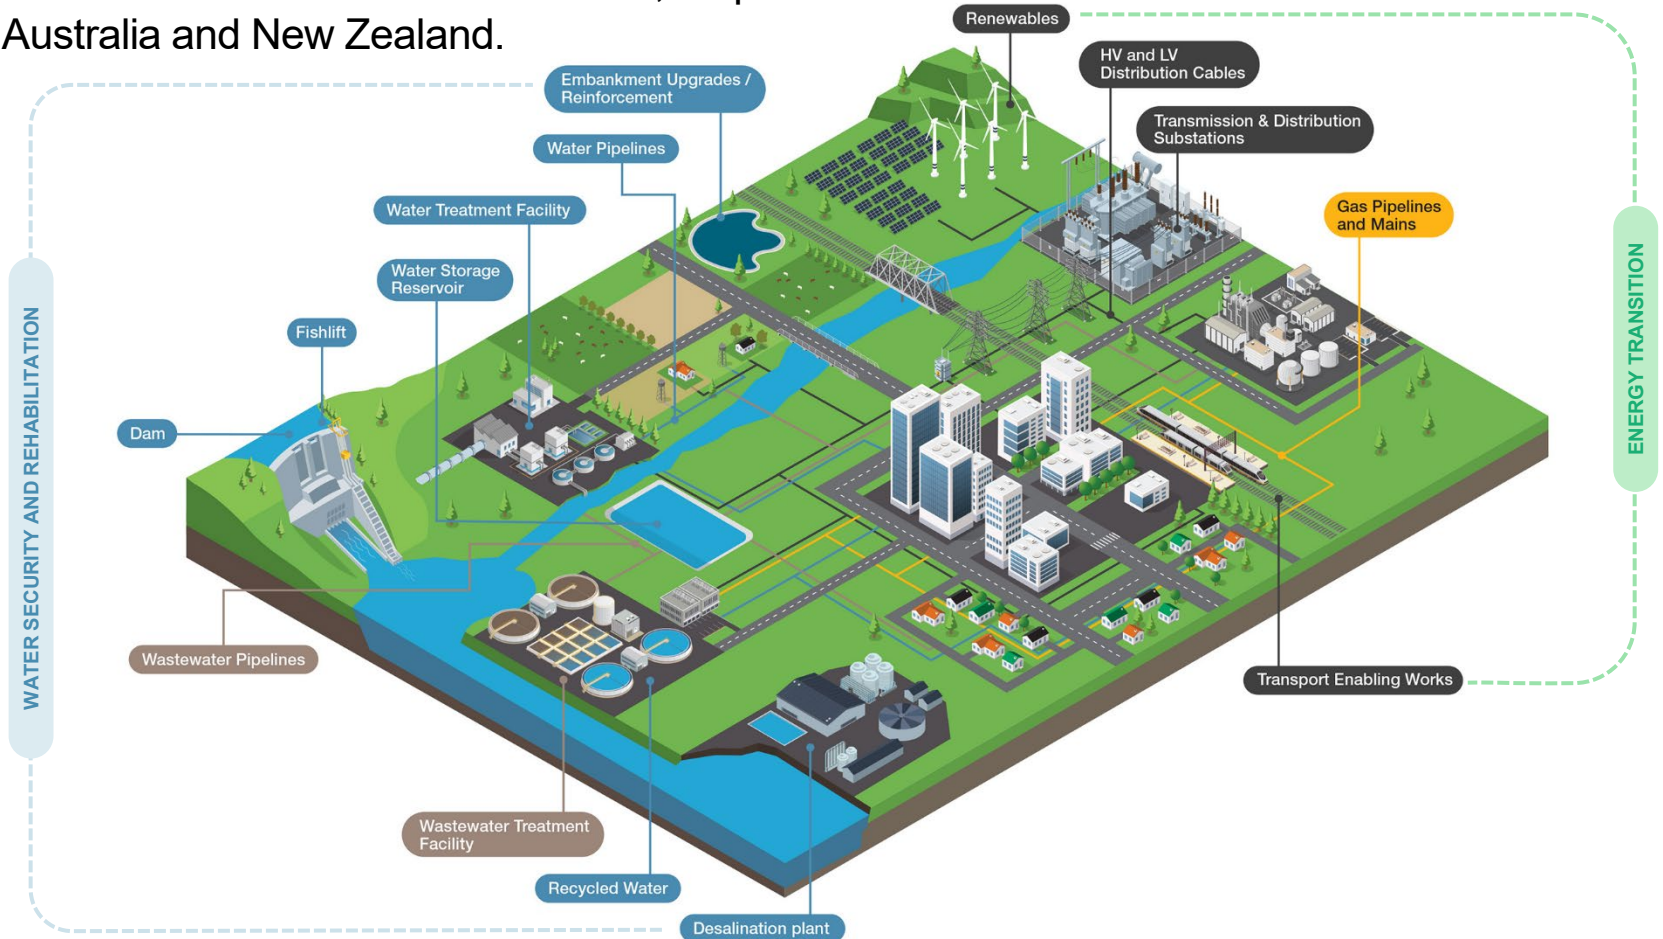 Australia and New Zealand.
Renewables
HV and LV
Distribution Cables
Transmission & Distribution
Substations
Gas Pipelines
and Mains
Embankment Upgrades /
Reinforcement
Water Pipelines
Water Treatment Facility
Water Storage
Reservoir
Fishlift
Dam
WATER SECURITY AND REHABILITATION
ENERGY TRANSITION
Wastewater Pipelines
Transport Enabling Works
Wastewater Treatment
Facility
Recycled Water
Desalination plant